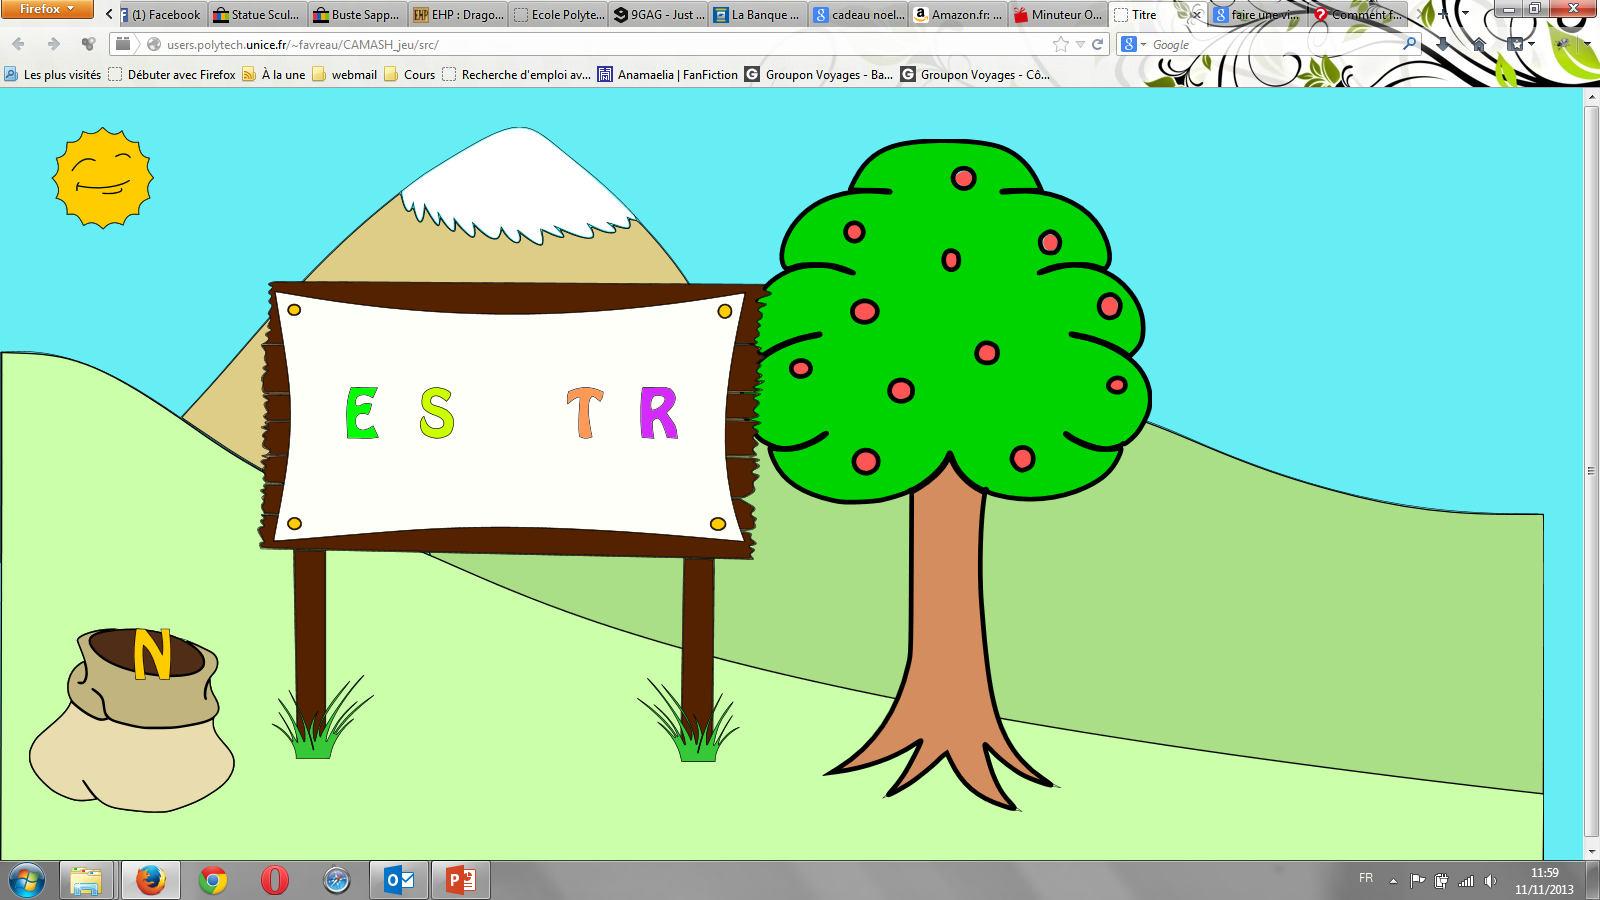 Firefox
(1) Facebook
Statue Scul...
Buste Sapp...
EHP : Drago...
Ecole Polyte...
9GAG - Just ...
La Banque ...
cadeau noel...
Amazon.fr: ...
Minuteur O...
Titre
faire une vi...
Comment f...
users.polytech.unice.fr/~favreau/CAMASH_jeu/src/
Google
Les plus visités
Débuter avec Firefox
À la une
webmail
Cours
Recherche d'emploi av...
Anamaelia | FanFiction
Groupon Voyages - Ba...
Groupon Voyages - Cô...
E S T R
N
FR
11:59
11/11/2013